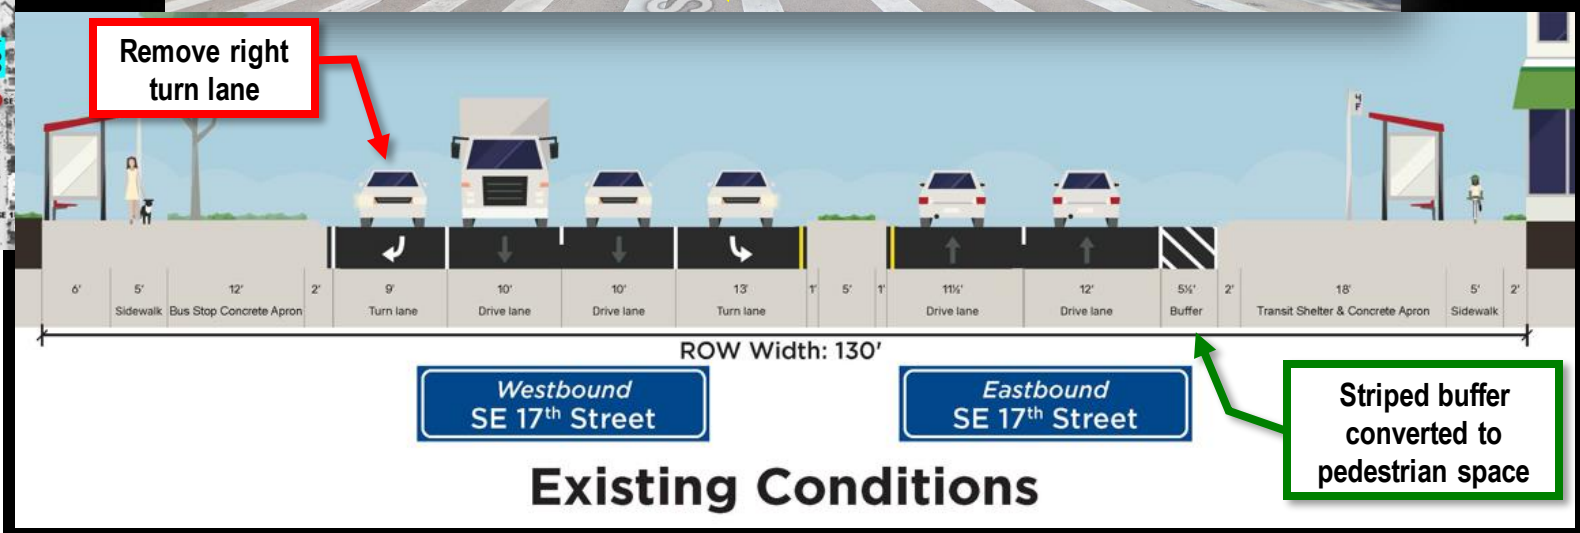 Remove right
turn lane
4
F
6' 5' 12' 2' 9' 10' 10' 13' 1' 5' 1' 11½' 12' 5½' 2' 18' 5' 2'
Sidewalk Bus Stop Concrete Apron Turn lane Drive lane Drive lane Turn lane Drive lane Drive lane Buffer Transit Shelter & Concrete Apron Sidewalk
ROW Width: 130'
Westbound
SE 17th Street
Eastbound
SE 17th Street
Striped buffer
converted to
pedestrian space
Existing Conditions